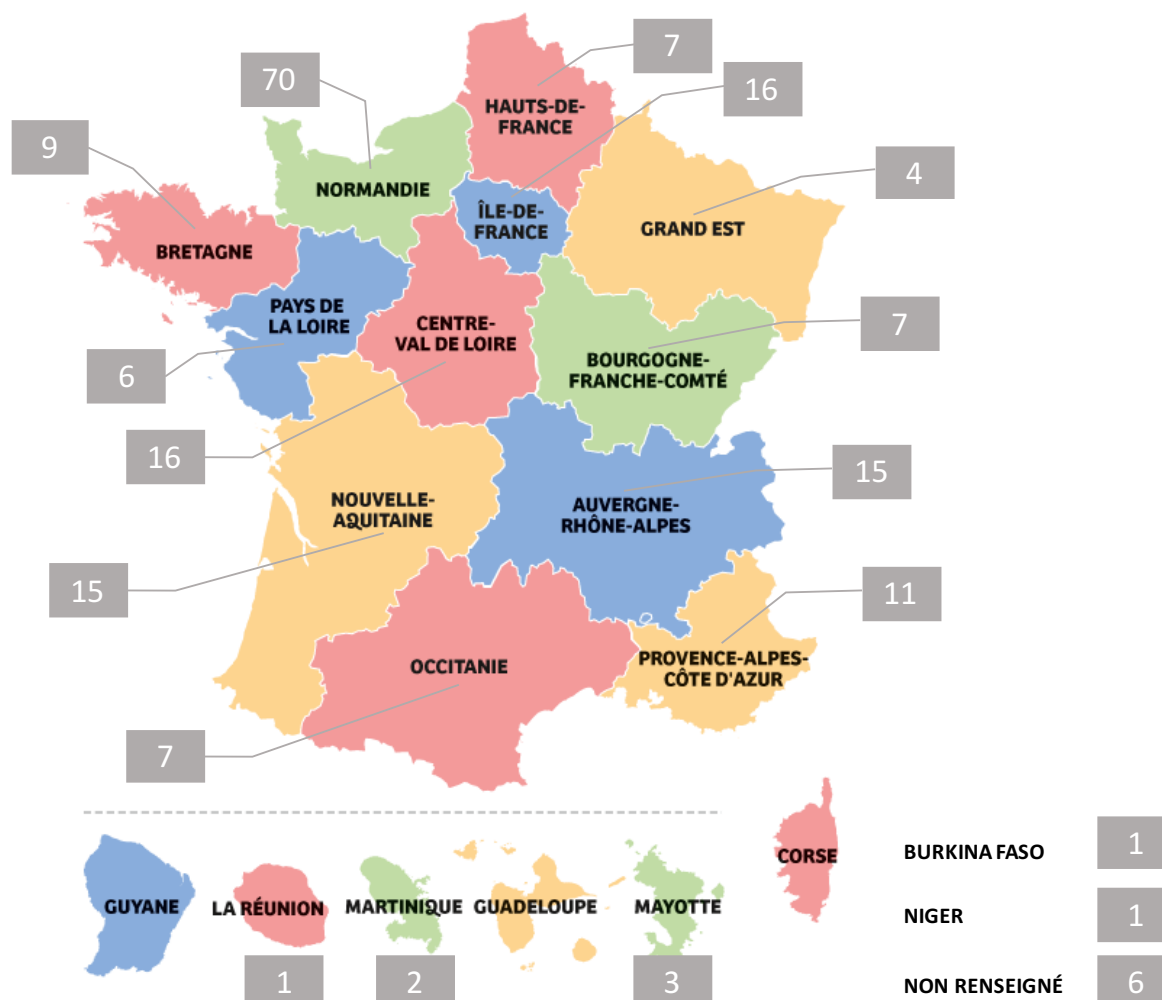 7
70
16
HAUTS-DE-
FRANCE
9
4
NORMANDIE
ÎLE-DE-
FRANCE
GRAND EST
BRETAGNE
PAYS DE
LA LOIRE
CENTRE-
VAL DE LOIRE
7
BOURGOGNE-
FRANCHE-COMTÉ
6
16
15
NOUVELLE-
AQUITAINE
AUVERGNE-
RHÔNE-ALPES
15
11
OCCITANIE
PROVENCE-ALPES-
CÔTE D'AZUR
7
CORSE
BURKINA FASO 1
GUYANE
LA RÉUNION
MARTINIQUE
GUADELOUPE
MAYOTTE
NIGER 1
1
2
3
NON RENSEIGNÉ 6